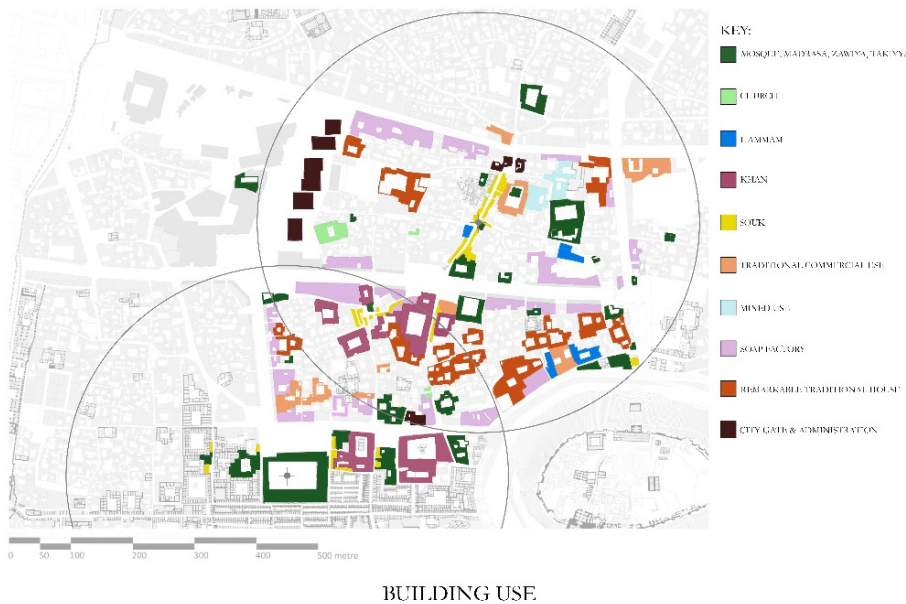 KEY:
MOSQUE, MADRASA, ZAWIYA, TAKIYYA
CHURCH
HAMMAM
KHAN
SOUK
TRADITIONAL COMMERCIAL USE
MIXED USE
SOAP FACTORY
REMARKABLE TRADITIONAL HOUSE
CITY GATE & ADMINISTRATION
0 50 100 200 300 400 500 metre
BUILDING USE